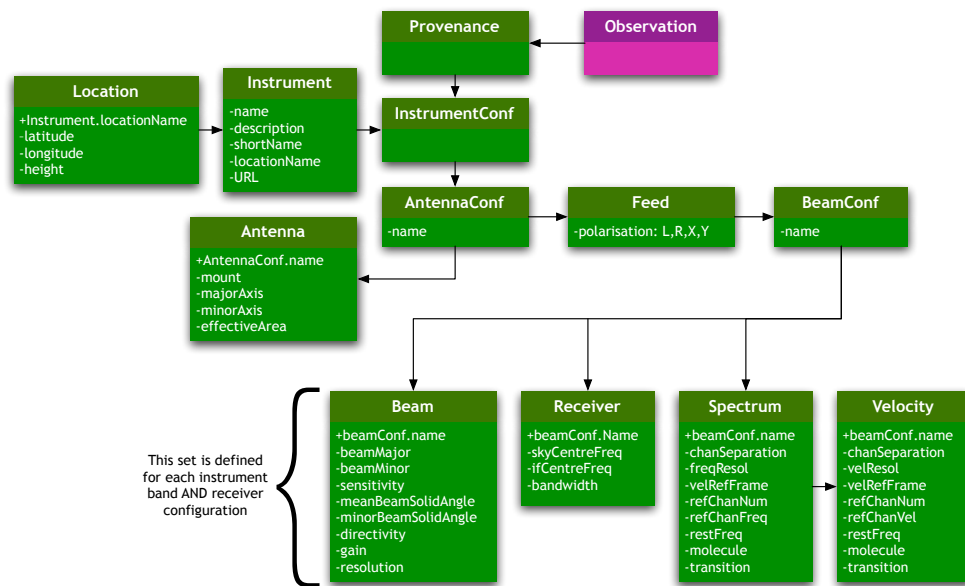 Provenance
Observation
Location
+Instrument.locationName
-latitude
-longitude
-height
Instrument
-name
-description
-shortName
-locationName
-URL
InstrumentConf
AntennaConf
-name
Feed
-polarisation: L,R,X,Y
BeamConf
-name
Antenna
+AntennaConf.name
-mount
-majorAxis
-minorAxis
-effectiveArea
This set is defined
for each instrument
band AND receiver
configuration
Beam
+beamConf.name
-beamMajor
-beamMinor
-sensitivity
-meanBeamSolidAngle
-minorBeamSolidAngle
-directivity
-gain
-resolution
Receiver
+beamConf.Name
-skyCentreFreq
-ifCentreFreq
-bandwidth
Spectrum
+beamConf.name
-chanSeparation
-freqResol
-velRefFrame
-refChanNum
-refChanFreq
-restFreq
-molecule
-transition
Velocity
+beamConf.name
-chanSeparation
-velResol
-velRefFrame
-refChanNum
-refChanVel
-restFreq
-molecule
-transition